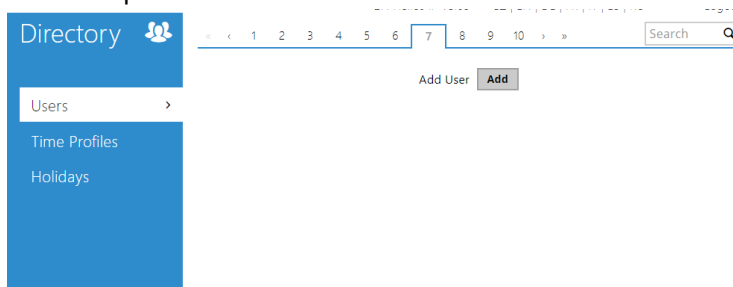 Directory
« ‹ 1 2 3 4 5 6 7 8 9 10 › »
Search
Add User Add
Users ›
Time Profiles
Holidays